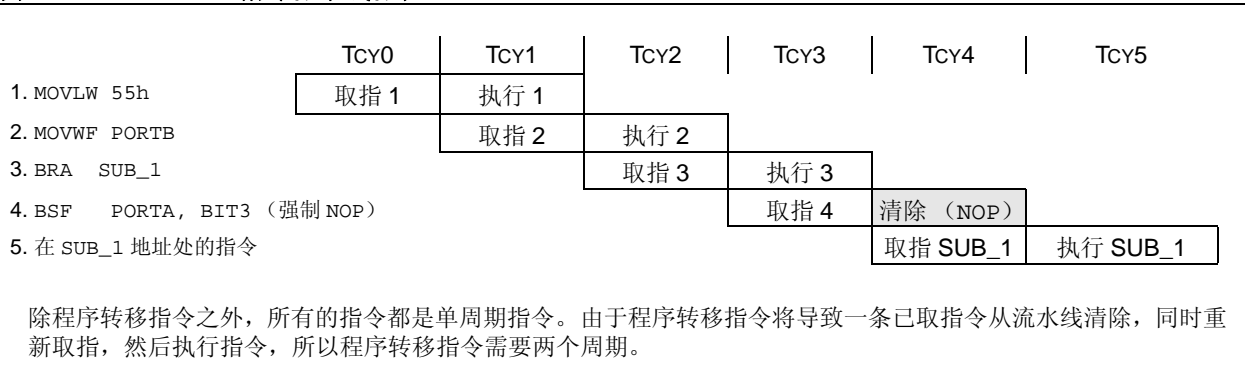 TCY0 TCY1 TCY2 TCY3 TCY4 TCY5
1. MOVLW 55h 取指 1 执行 1
2. MOVWF PORTB 取指 2 执行 2
3. BRA SUB_1 取指 3 执行 3
4. BSF PORTA, BIT3 （强制 NOP） 取指 4 清除 （NOP）
5. 在 SUB_1 地址处的指令 取指 SUB_1 执行 SUB_1
除程序转移指令之外，所有的指令都是单周期指令。由于程序转移指令将导致一条已取指令从流水线清除，同时重
新取指，然后执行指令，所以程序转移指令需要两个周期。